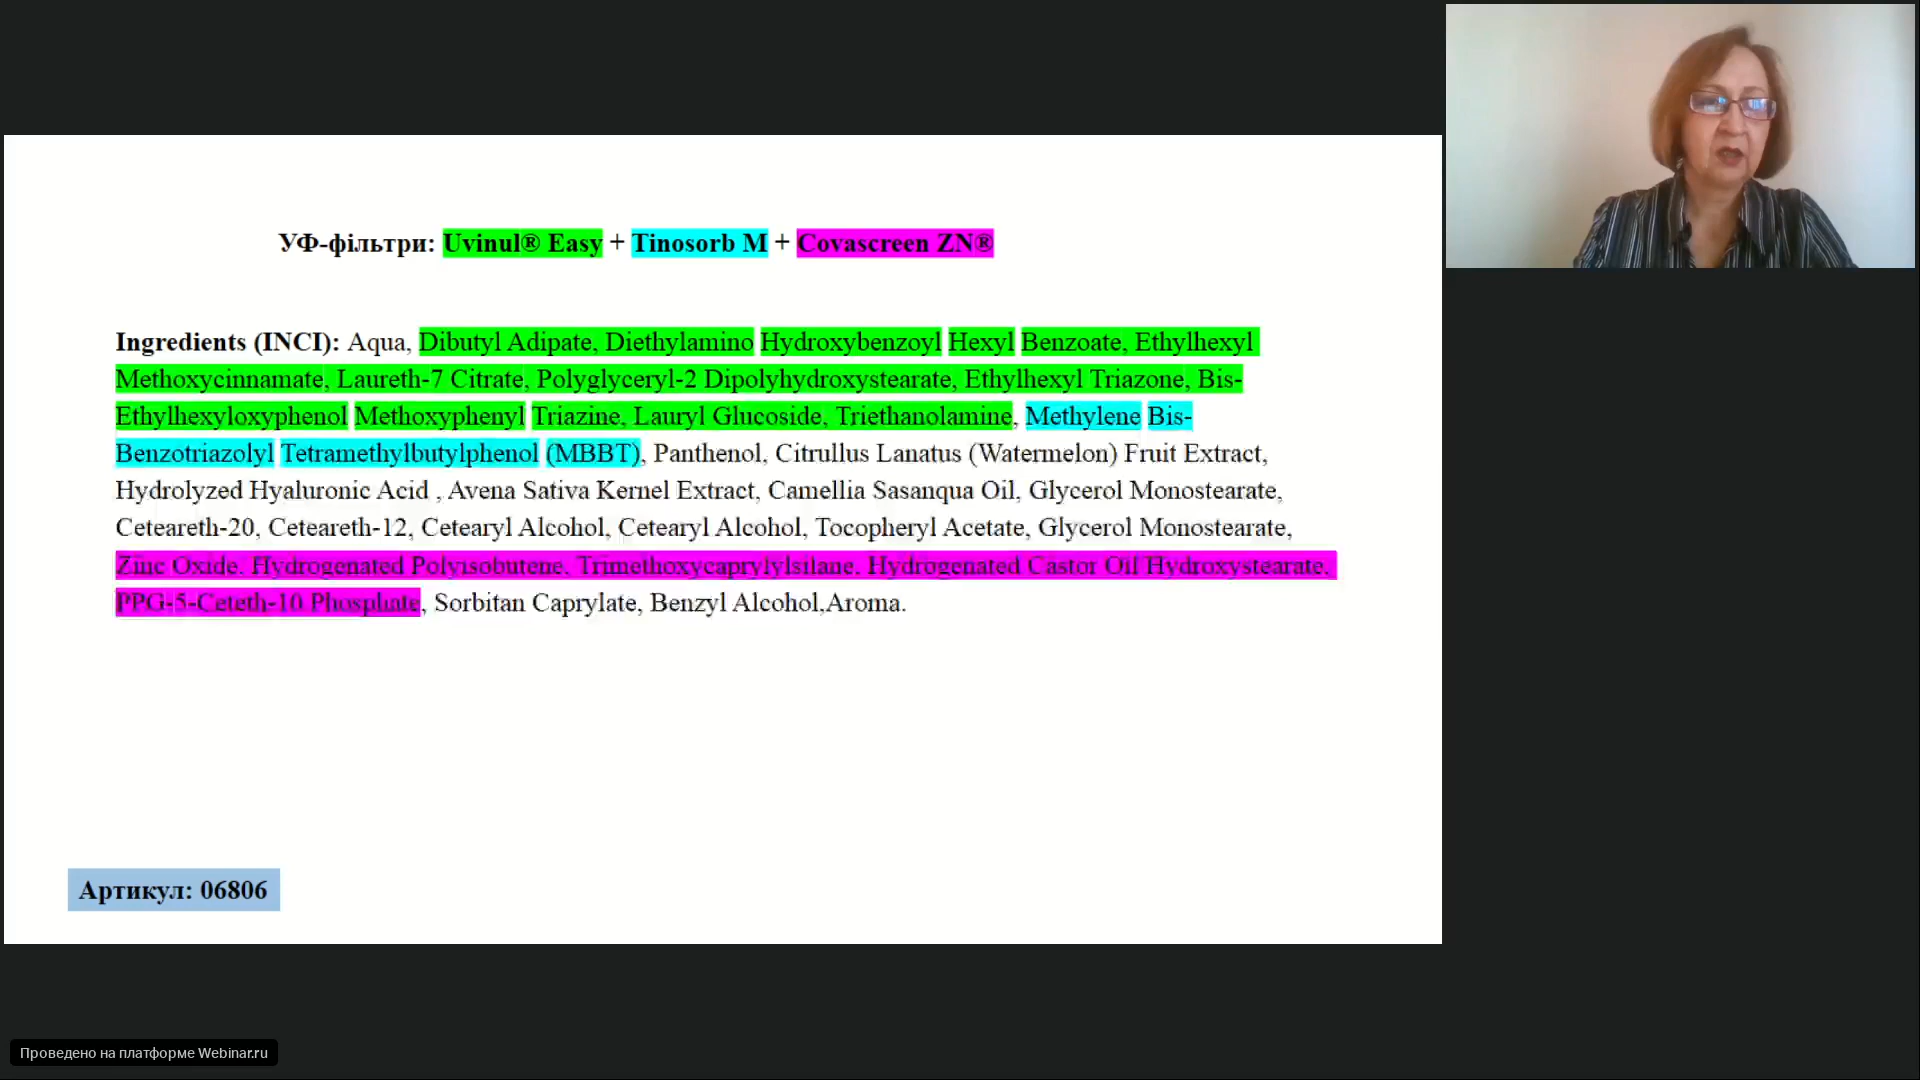 УФ-фільтри: Uvinul® Easy + Tinosorb M + Covascreen ZN®
Ingredients (INCI): Aqua, Dibutyl Adipate, Diethylamino Hydroxybenzoyl Hexyl Benzoate, Ethylhexyl
Methoxycinnamate, Laureth-7 Citrate, Polyglyceryl-2 Dipolyhydroxystearate, Ethylhexyl Triazone, Bis-
Ethylhexyloxyphenol Methoxyphenyl Triazine, Lauryl Glucoside, Triethanolamine, Methylene Bis-
Benzotriazolyl Tetramethylbutylphenol (MBBT), Panthenol, Citrullus Lanatus (Watermelon) Fruit Extract,
Hydrolyzed Hyaluronic Acid , Avena Sativa Kernel Extract, Camellia Sasanqua Oil, Glycerol Monostearate,
Ceteareth-20, Ceteareth-12, Cetearyl Alcohol, Cetearyl Alcohol, Tocopheryl Acetate, Glycerol Monostearate,
Zinc Oxide, Hydrogenated Polyisobutene, Trimethoxycaprylylsilane, Hydrogenated Castor Oil Hydroxystearate,
PPG-5-Ceteth-10 Phosphate, Sorbitan Caprylate, Benzyl Alcohol,Aroma.
Артикул: 06806
Проведено на платформе Webinar.ru